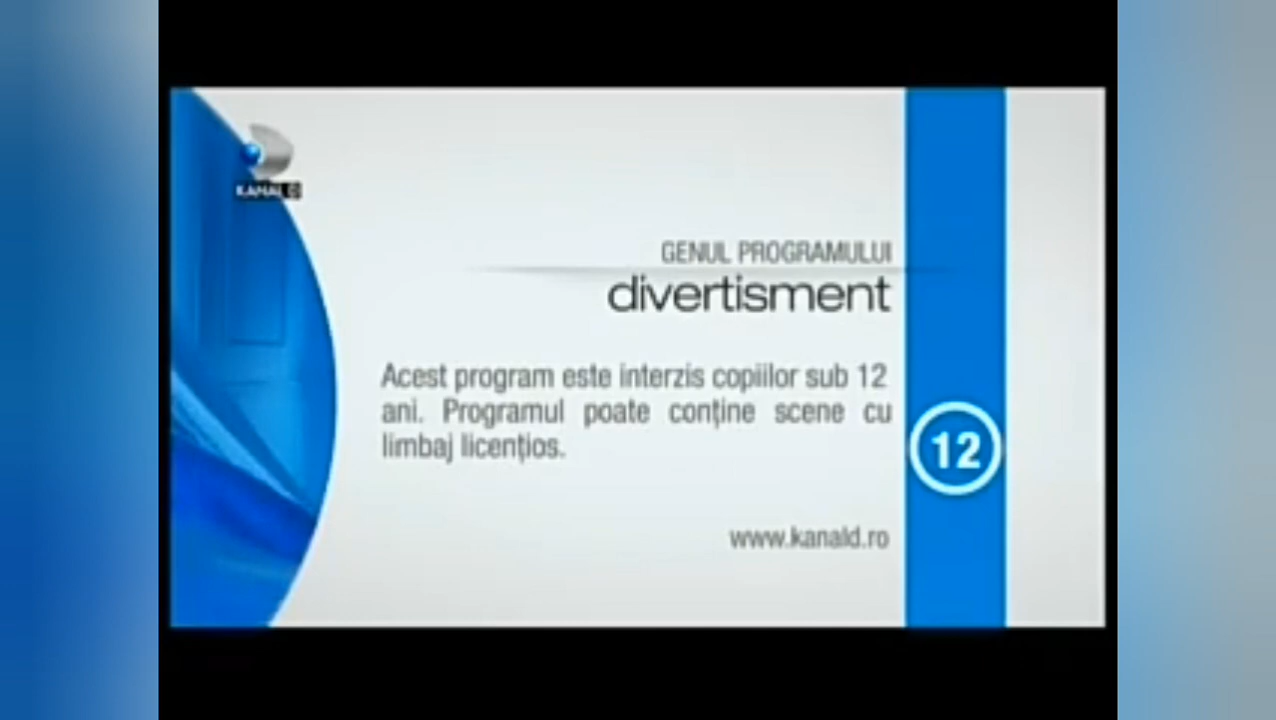 KANAL D
GENUL PROGRAMULUI
divertisment
Acest program este interzis copiilor sub 12
ani. Programul poate conține scene cu
limbaj licențios.
12
www.kanald.ro